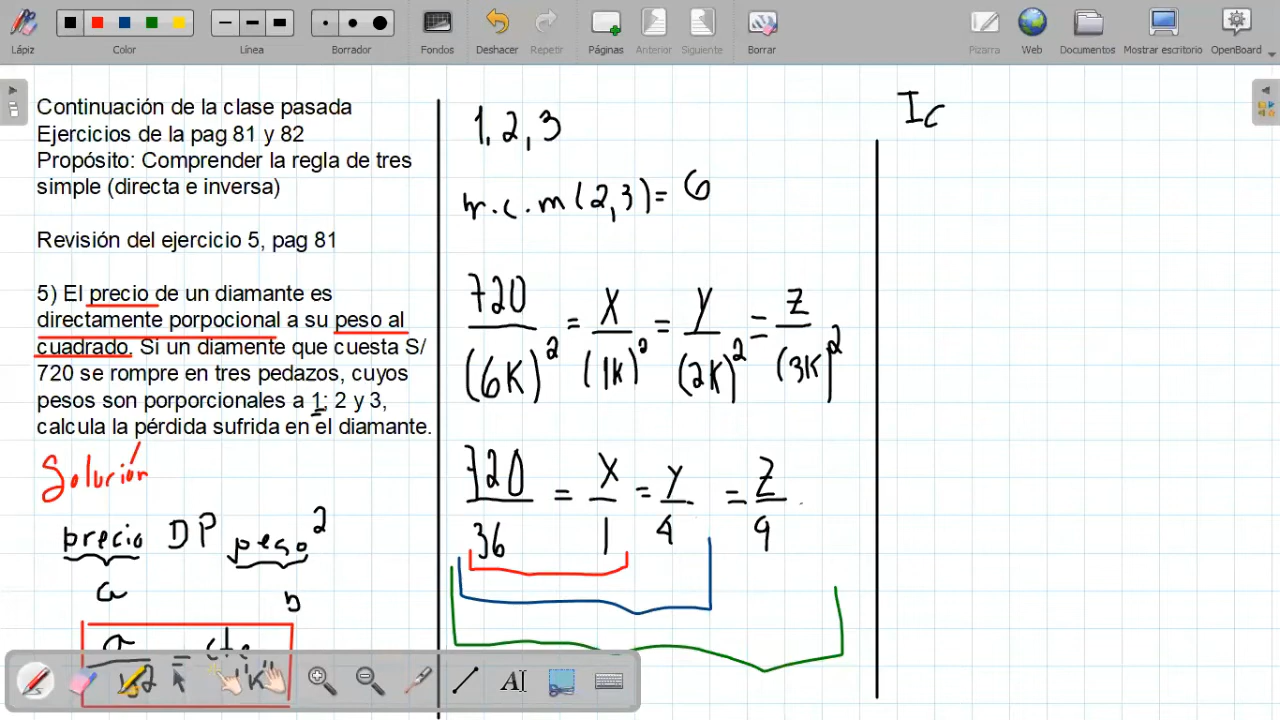 Lápiz
Color
Línea
Borrador
Fondos
Deshacer
Repetir
Páginas
Anterior
Siguiente
Borrar
Pizarra
Web
Documentos
Mostrar escritorio
OpenBoard
Continuación de la clase pasada
Ejercicios de la pag 81 y 82
Propósito: Comprender la regla de tres
simple (directa e inversa)
Revisión del ejercicio 5, pag 81
5) El precio de un diamante es
directamente porpocional a su peso al
cuadrado. Si un diamente que cuesta S/
720 se rompre en tres pedazos, cuyos
pesos son porporcionales a 1; 2 y 3,
calcula la pérdida sufrida en el diamante.
Solución
precio DP peso²
a b
a = cte
1, 2, 3
m.c.m(2,3)= 6
720/(6K)² = X/(1K)² = Y/(2K)² = Z/(3K)²
720/36 = X/1 = Y/4 = Z/9
Ic